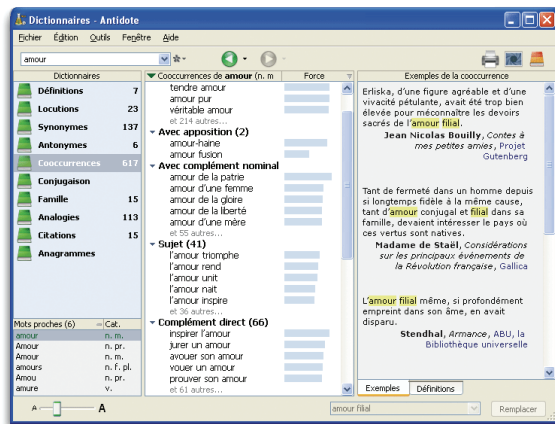 Dictionnaires - Antidote
Fichier Édition Outils Fenêtre Aide
amour
Dictionnaires
Définitions 7
Locutions 23
Synonymes 137
Antonymes 6
Cooccurrences 617
Conjugaison
Famille 15
Analogies 113
Citations 15
Anagrammes
Mots proches (6) Cat.
amour n. m.
Amour n. pr.
Amour n. m.
amours n. f. pl.
Amou n. pr.
amure v.
A A
Cooccurrences de amour (n. m Force
tendre amour
amour pur
véritable amour
et 214 autres...
Avec apposition (2)
amour-haine
amour fusion
Avec complément nominal
amour de la patrie
amour d'une femme
amour de la gloire
amour de la liberté
amour d'une mère
et 55 autres...
Sujet (41)
l'amour triomphe
l'amour rend
l'amour unit
l'amour naît
l'amour inspire
et 36 autres...
Complément direct (66)
inspirer l'amour
jurer un amour
avouer son amour
vouer un amour
prouver son amour
et 61 autres...
Exemples de la cooccurrence
Erliska, d'une figure agréable et d'une
vivacité pétulante, avait été trop bien
élevée pour méconnaître les devoirs
sacrés de l'amour filial.
Jean Nicolas Bouilly, Contes à
mes petites amies, Projet
Gutenberg
Tant de fermeté dans un homme depuis
si longtemps fidèle à la même cause,
tant d'amour conjugal et filial dans sa
famille, devaient intéresser le pays où
ces vertus sont natives.
Madame de Staël, Considérations
sur les principaux évènements de
la Révolution française, Gallica
L'amour filial même, si profondément
empreint dans son âme, en avait
disparu.
Stendhal, Armance, ABU, la
Bibliothèque universelle
Exemples Définitions
amour filial Remplacer